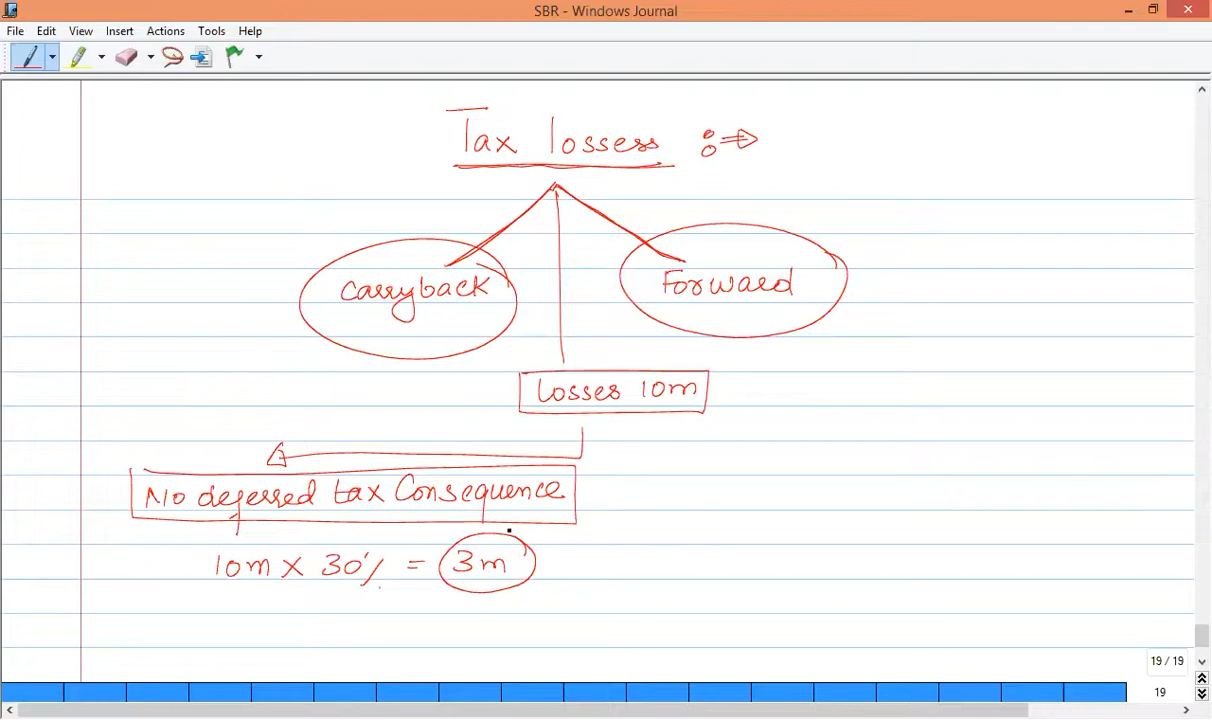 SBR - Windows Journal
File Edit View Insert Actions Tools Help
Tax lossess :⇒
Carryback
Forward
Losses 10m
No deferred tax Consequence
10m X 30% = 3m
19 / 19
19